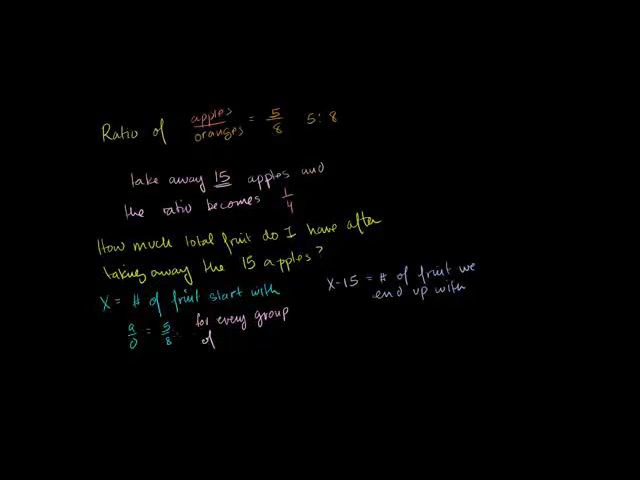 Ratio of apples/oranges = 5/8 5:8
take away 15 apples and
the ratio becomes 1/4
How much total fruit do I have after
taking away the 15 apples?
X = # of fruit start with
X-15 = # of fruit we
end up with
a/o = 5/8 for every group
of